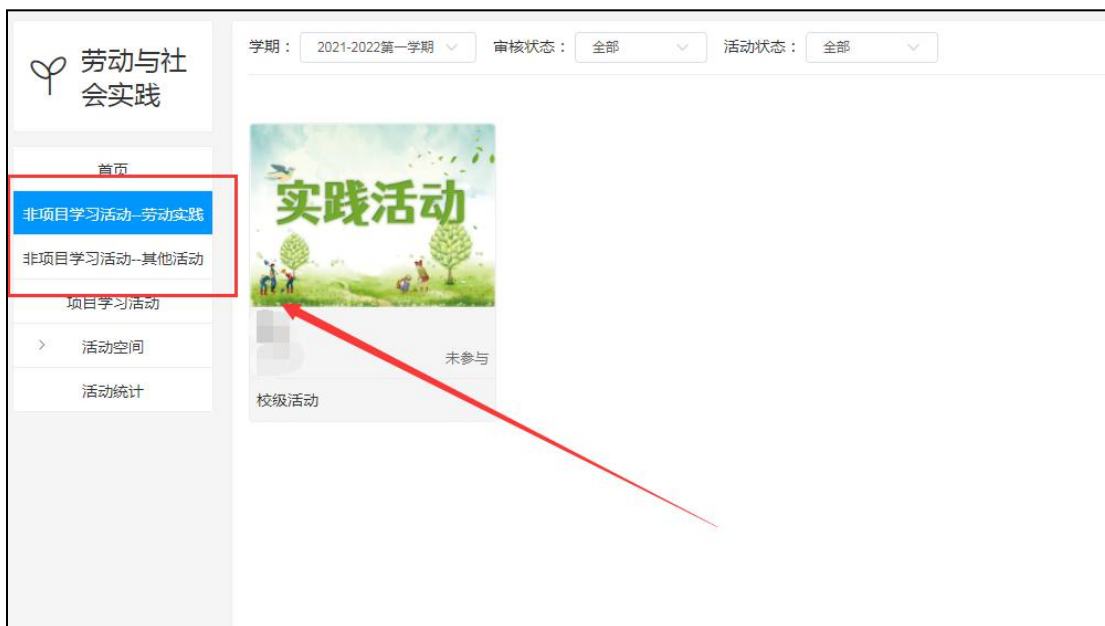 劳动与社
会实践
首页
非项目学习活动--劳动实践
非项目学习活动--其他活动
项目学习活动
活动空间
活动统计
学期： 2021-2022第一学期 审核状态： 全部 活动状态： 全部
实践活动
未参与
校级活动